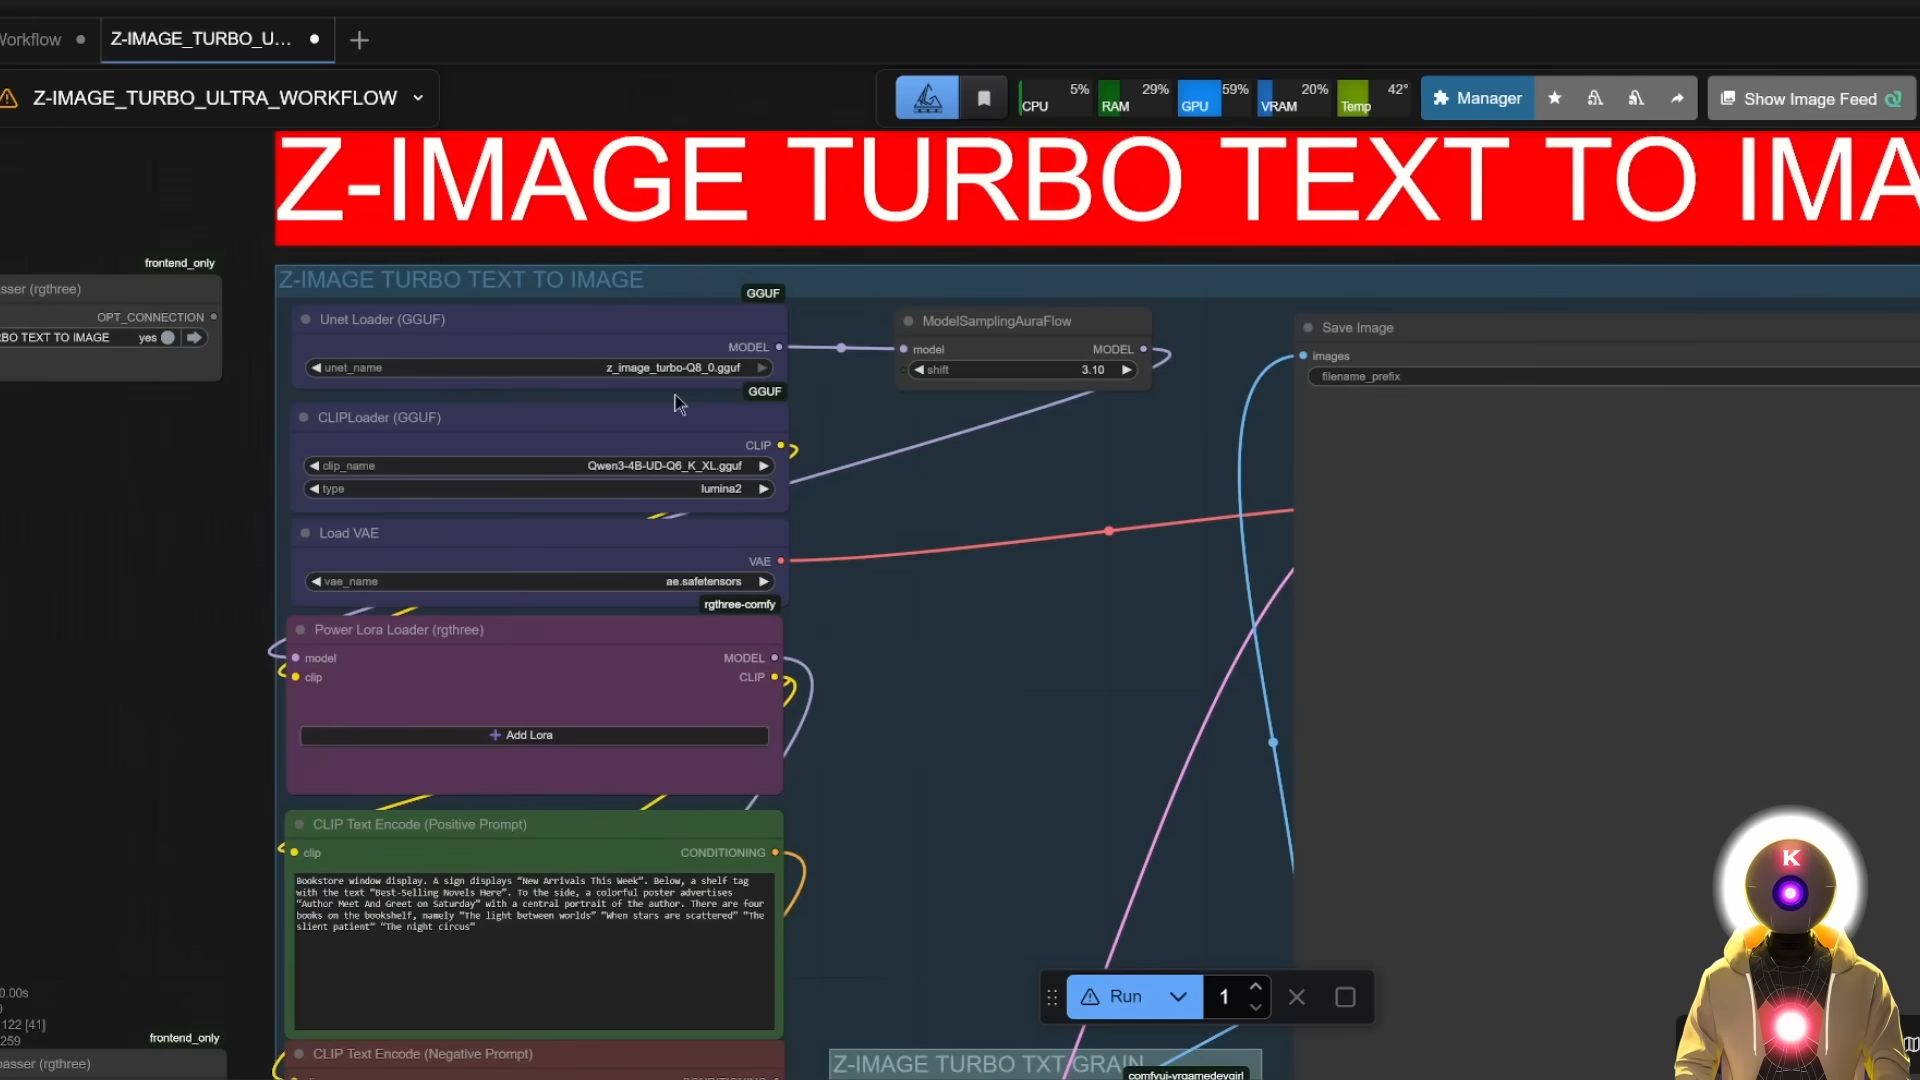 Workflow
Z-IMAGE_TURBO_U...
Z-IMAGE_TURBO_ULTRA_WORKFLOW
CPU 5%
RAM 29%
GPU 59%
VRAM 20%
Temp 42°
Manager
Show Image Feed
Z-IMAGE TURBO TEXT TO IMA
frontend_only
sser (rgthree)
OPT_CONNECTION
BO TEXT TO IMAGE yes
Z-IMAGE TURBO TEXT TO IMAGE
GGUF
Unet Loader (GGUF)
MODEL
unet_name z_image_turbo-Q8_0.gguf
GGUF
CLIPLoader (GGUF)
CLIP
clip_name Qwen3-4B-UD-Q6_K_XL.gguf
type lumina2
Load VAE
VAE
vae_name ae.safetensors
rgthree-comfy
Power Lora Loader (rgthree)
model MODEL
clip CLIP
Add Lora
CLIP Text Encode (Positive Prompt)
clip CONDITIONING
Bookstore window display. A sign displays "New Arrivals This Week". Below, a shelf tag
with the text "Best-Selling Novels Here". To the side, a colorful poster advertises
"Author Meet And Greet on Saturday" with a central portrait of the author. There are four
books on the bookshelf, namely "The light between worlds" "When stars are scattered" "The
slient patient" "The night circus"
CLIP Text Encode (Negative Prompt)
ModelSamplingAuraFlow
model MODEL
shift 3.10
Save Image
images
filename_prefix
Run 1
Z-IMAGE TURBO TXT GRAIN
comfyui-vrgamedevgirl
0.00s
122 [41]
259
frontend_only
passer (rgthree)
K